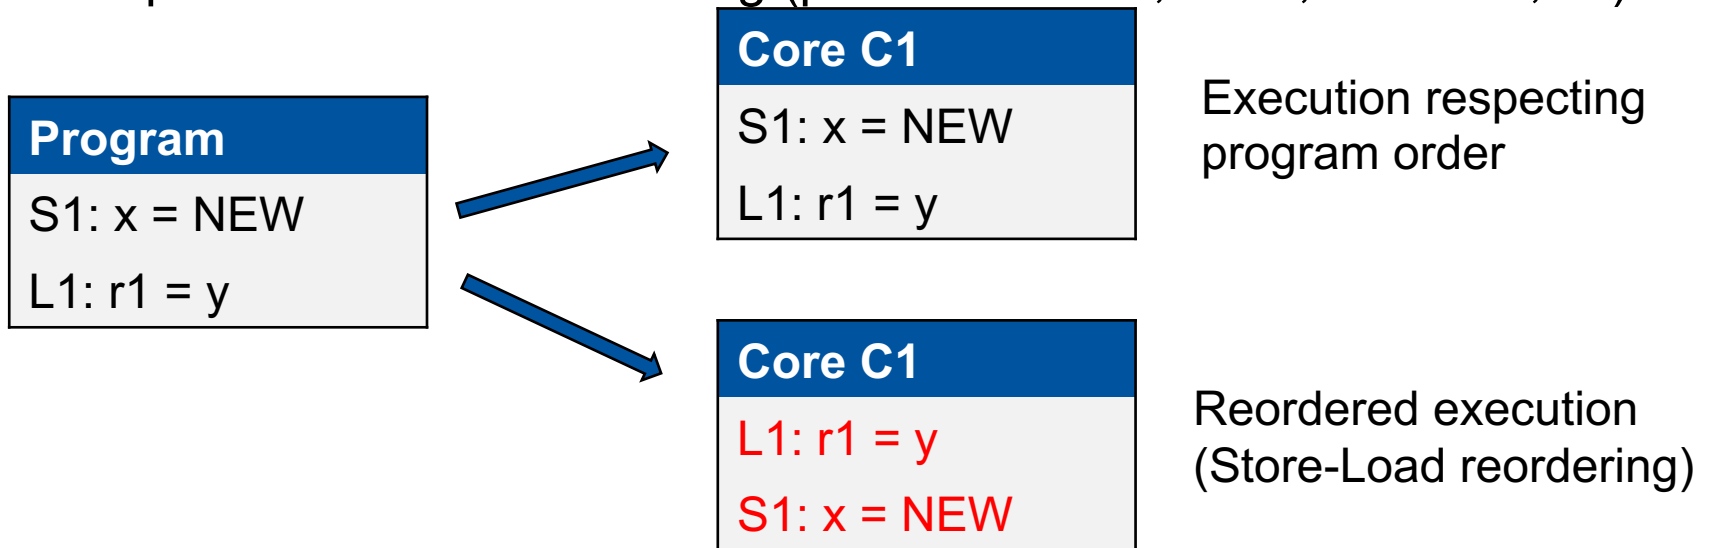 Program
S1: x = NEW
L1: r1 = y
Core C1
S1: x = NEW
L1: r1 = y
Execution respecting
program order
Core C1
L1: r1 = y
S1: x = NEW
Reordered execution
(Store-Load reordering)